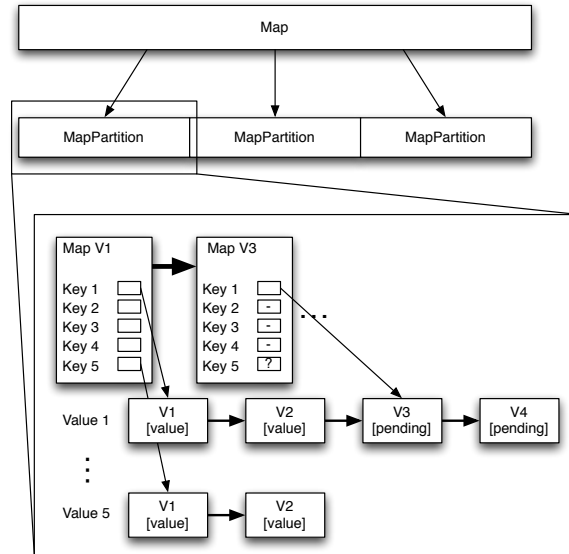 Map
MapPartition MapPartition MapPartition
Map V1 Map V3
Key 1 Key 1
Key 2 Key 2 -
Key 3 Key 3 -
Key 4 Key 4 -
Key 5 Key 5 ?
...
Value 1 V1 V2 V3 V4
[value] [value] [pending] [pending]
...
Value 5 V1 V2
[value] [value]